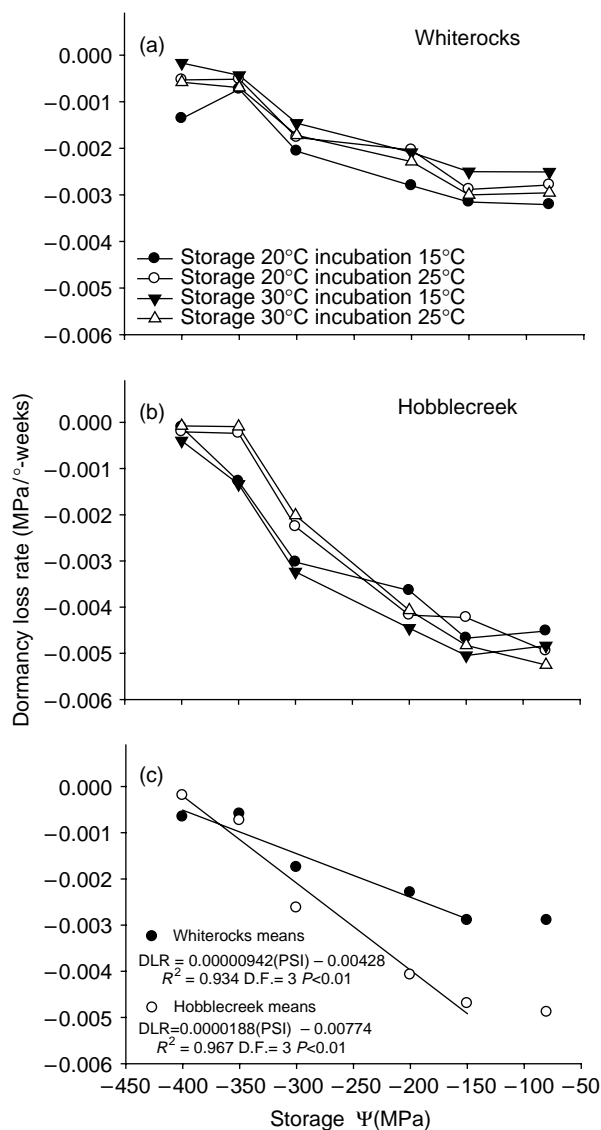 (a) Whiterocks
0.000
−0.001
−0.002
−0.003
−0.004
−0.005
−0.006
Storage 20°C incubation 15°C
Storage 20°C incubation 25°C
Storage 30°C incubation 15°C
Storage 30°C incubation 25°C
Dormancy loss rate (MPa/°-weeks)
(b) Hobblecreek
0.000
−0.001
−0.002
−0.003
−0.004
−0.005
−0.006
(c)
0.000
−0.001
−0.002
−0.003
−0.004
−0.005
−0.006
Whiterocks means
DLR = 0.00000942(PSI) − 0.00428
R² = 0.934 D.F.= 3 P<0.01
Hobblecreek means
DLR=0.0000188(PSI) − 0.00774
R² = 0.967 D.F.= 3 P<0.01
−450 −400 −350 −300 −250 −200 −150 −100 −50
Storage Ψ(MPa)